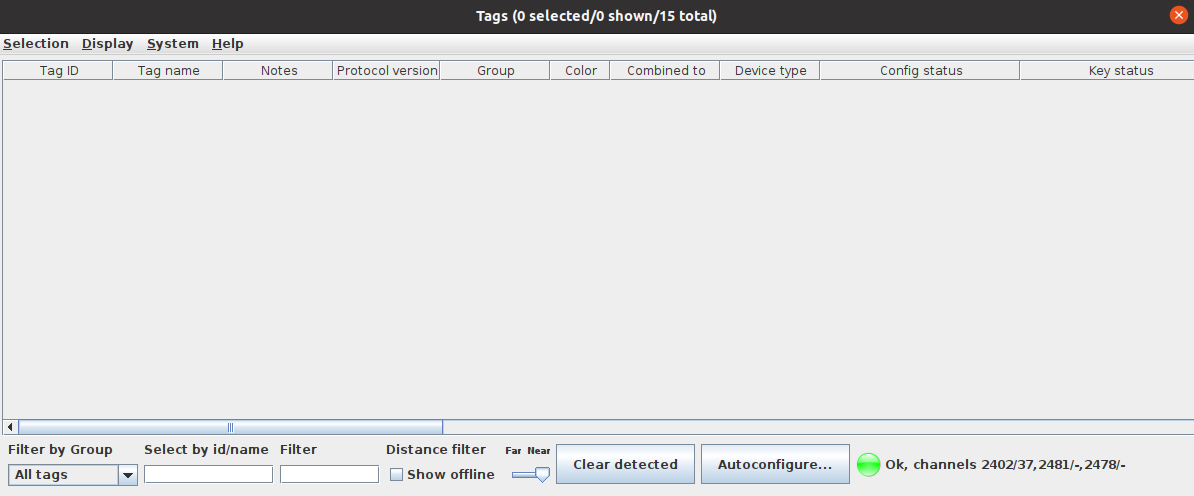 Tags (0 selected/0 shown/15 total)
Selection Display System Help
Tag ID Tag name Notes Protocol version Group Color Combined to Device type Config status Key status
Filter by Group Select by id/name Filter Distance filter Far Near
All tags Show offline Clear detected Autoconfigure... Ok, channels 2402/37,2481/-,2478/-